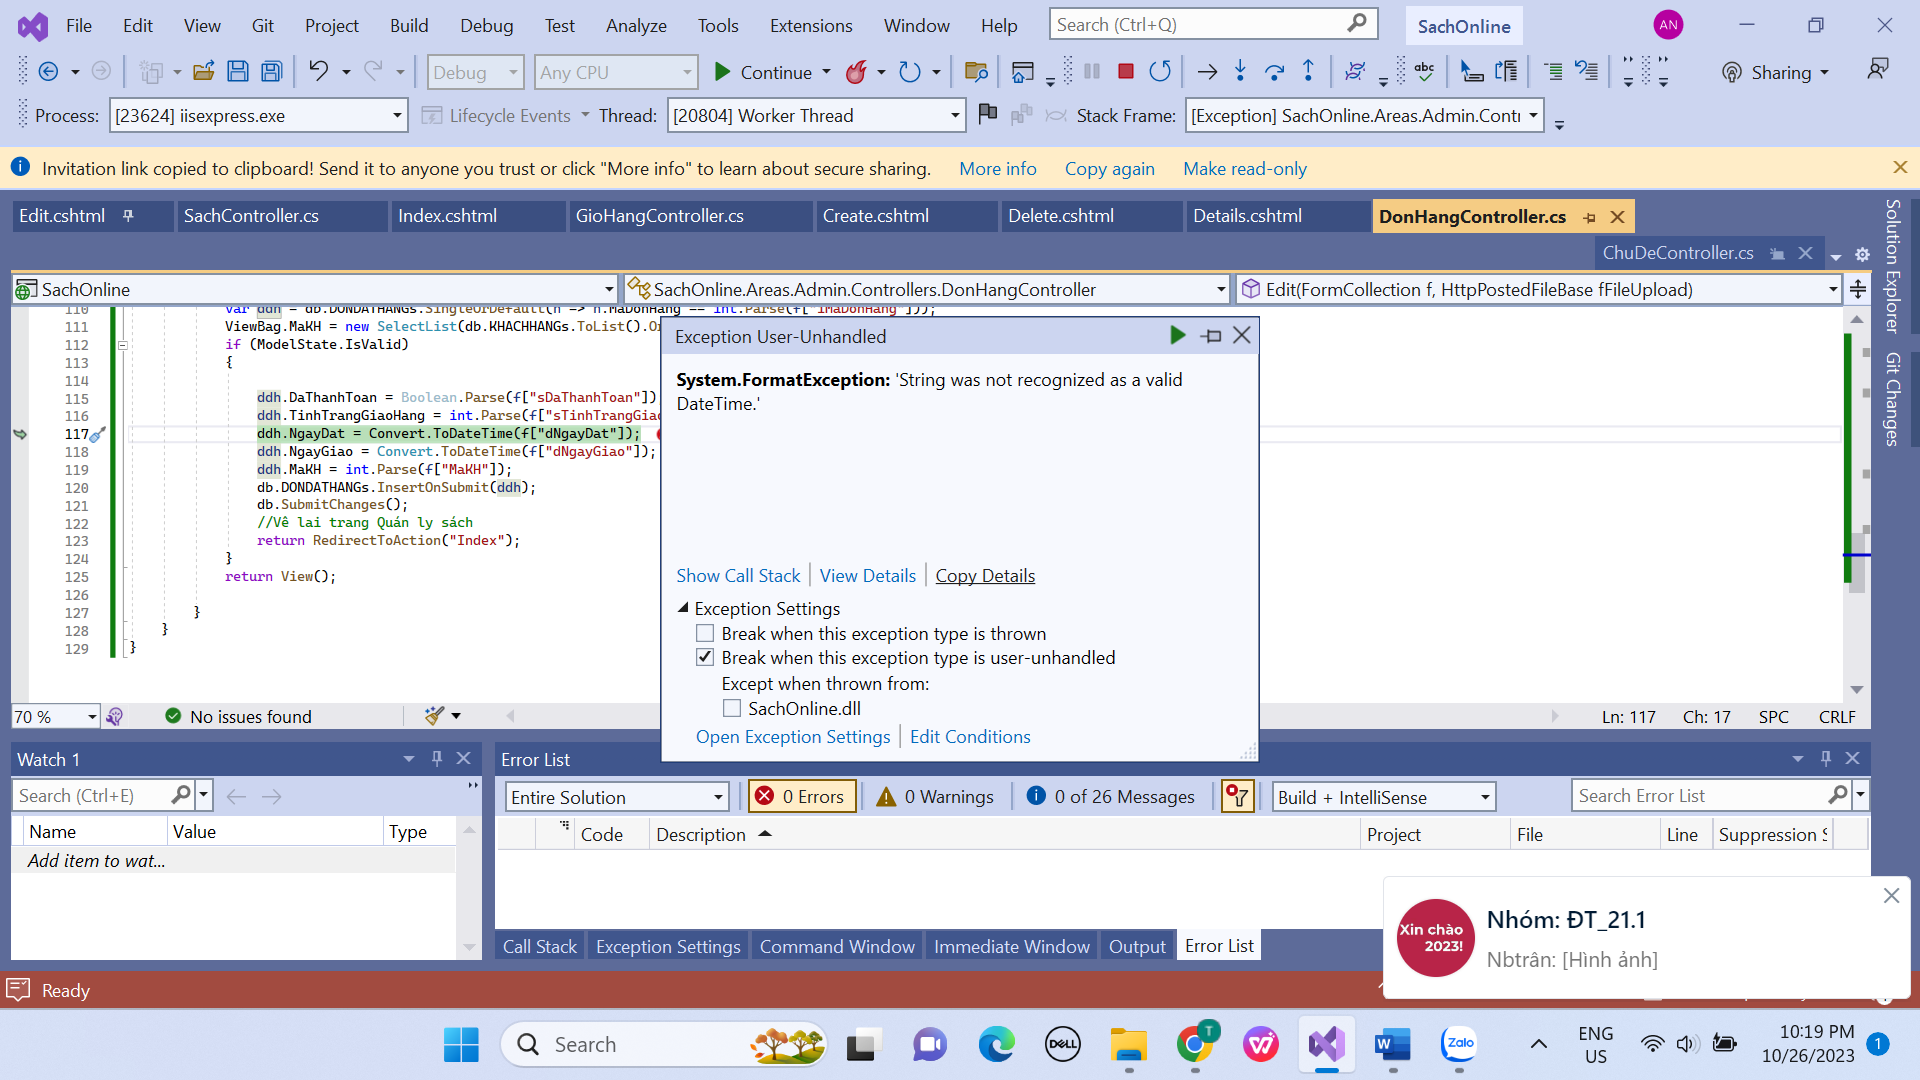 File Edit View Git Project Build Debug Test Analyze Tools Extensions Window Help Search (Ctrl+Q) SachOnline AN
Debug Any CPU Continue Sharing
Process: [23624] iisexpress.exe Lifecycle Events Thread: [20804] Worker Thread Stack Frame: [Exception] SachOnline.Areas.Admin.Contr
Invitation link copied to clipboard! Send it to anyone you trust or click "More info" to learn about secure sharing. More info Copy again Make read-only
Edit.cshtml SachController.cs Index.cshtml GioHangController.cs Create.cshtml Delete.cshtml Details.cshtml DonHangController.cs
ChuDeController.cs
Solution Explorer
Git Changes
SachOnline SachOnline.Areas.Admin.Controllers.DonHangController Edit(FormCollection f, HttpPostedFileBase fFileUpload)
110 var ddh = db.DONDATHANGs.SingleOrDefault(n => n.MaDonHang == int.Parse(f["iMaDonHang"]));
111 ViewBag.MaKH = new SelectList(db.KHACHHANGs.ToList().O
112 if (ModelState.IsValid)
113 {
114
115 ddh.DaThanhToan = Boolean.Parse(f["sDaThanhToan"])
116 ddh.TinhTrangGiaoHang = int.Parse(f["sTinhTrangGiao
117 ddh.NgayDat = Convert.ToDateTime(f["dNgayDat"]);
118 ddh.NgayGiao = Convert.ToDateTime(f["dNgayGiao"]);
119 ddh.MaKH = int.Parse(f["MaKH"]);
120 db.DONDATHANGs.InsertOnSubmit(ddh);
121 db.SubmitChanges();
122 //Về lai trang Quản ly sách
123 return RedirectToAction("Index");
124 }
125 return View();
126
127 }
128 }
129 }
Exception User-Unhandled
System.FormatException: 'String was not recognized as a valid
DateTime.'
Show Call Stack View Details Copy Details
Exception Settings
Break when this exception type is thrown
Break when this exception type is user-unhandled
Except when thrown from:
SachOnline.dll
Open Exception Settings Edit Conditions
70 % No issues found Ln: 117 Ch: 17 SPC CRLF
Watch 1
Search (Ctrl+E)
Name Value Type
Add item to wat...
Error List
Entire Solution 0 Errors 0 Warnings 0 of 26 Messages Build + IntelliSense Search Error List
Code Description Project File Line Suppression S
Call Stack Exception Settings Command Window Immediate Window Output Error List
Xin chào
2023!
Nhóm: ĐT_21.1
Nbtrân: [Hình ảnh]
Ready
Search DELL T W Zalo
ENG
US
10:19 PM
10/26/2023
1